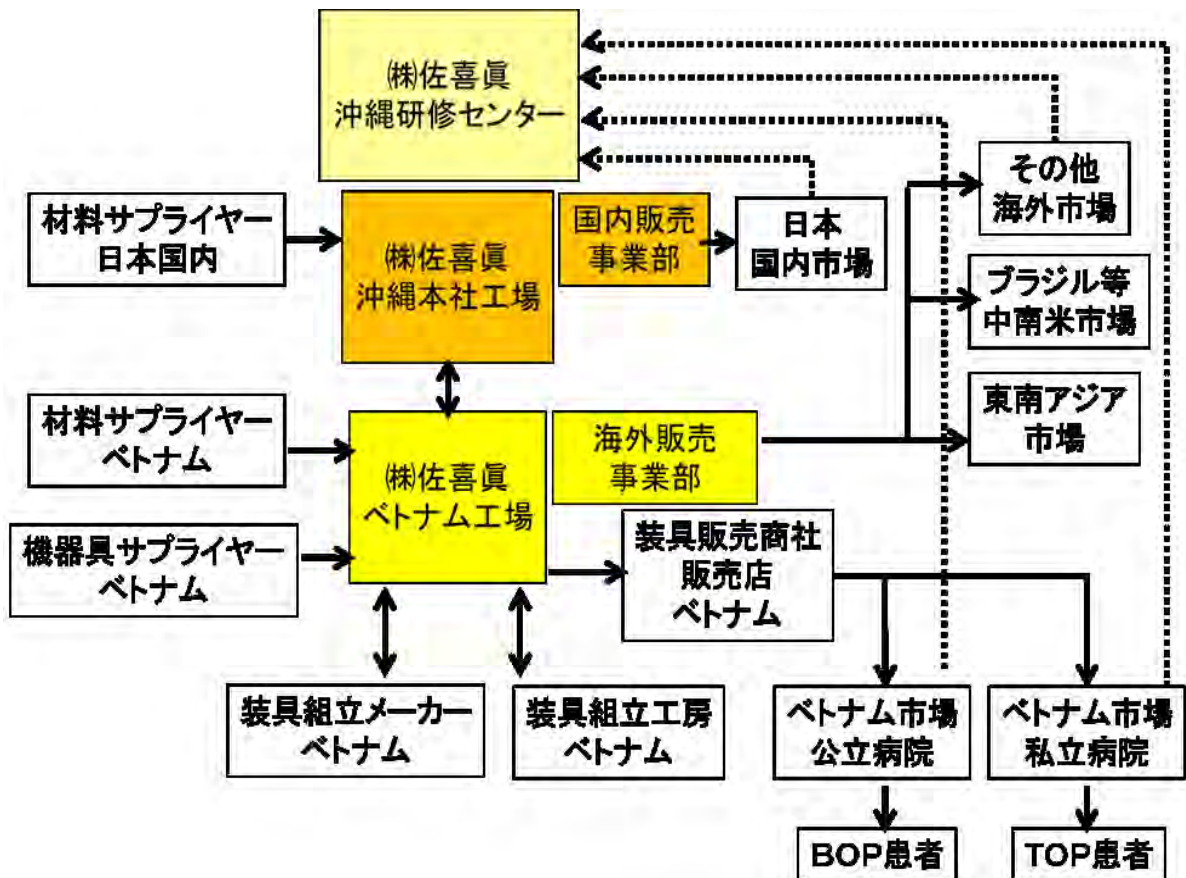 ㈱佐喜眞
沖縄研修センター
材料サプライヤー
日本国内
㈱佐喜眞
沖縄本社工場
国内販売
事業部
日本
国内市場
その他
海外市場
ブラジル等
中南米市場
東南アジア
市場
材料サプライヤー
ベトナム
㈱佐喜眞
ベトナム工場
海外販売
事業部
機器具サプライヤー
ベトナム
装具販売商社
販売店
ベトナム
装具組立メーカー
ベトナム
装具組立工房
ベトナム
ベトナム市場
公立病院
ベトナム市場
私立病院
BOP患者
TOP患者